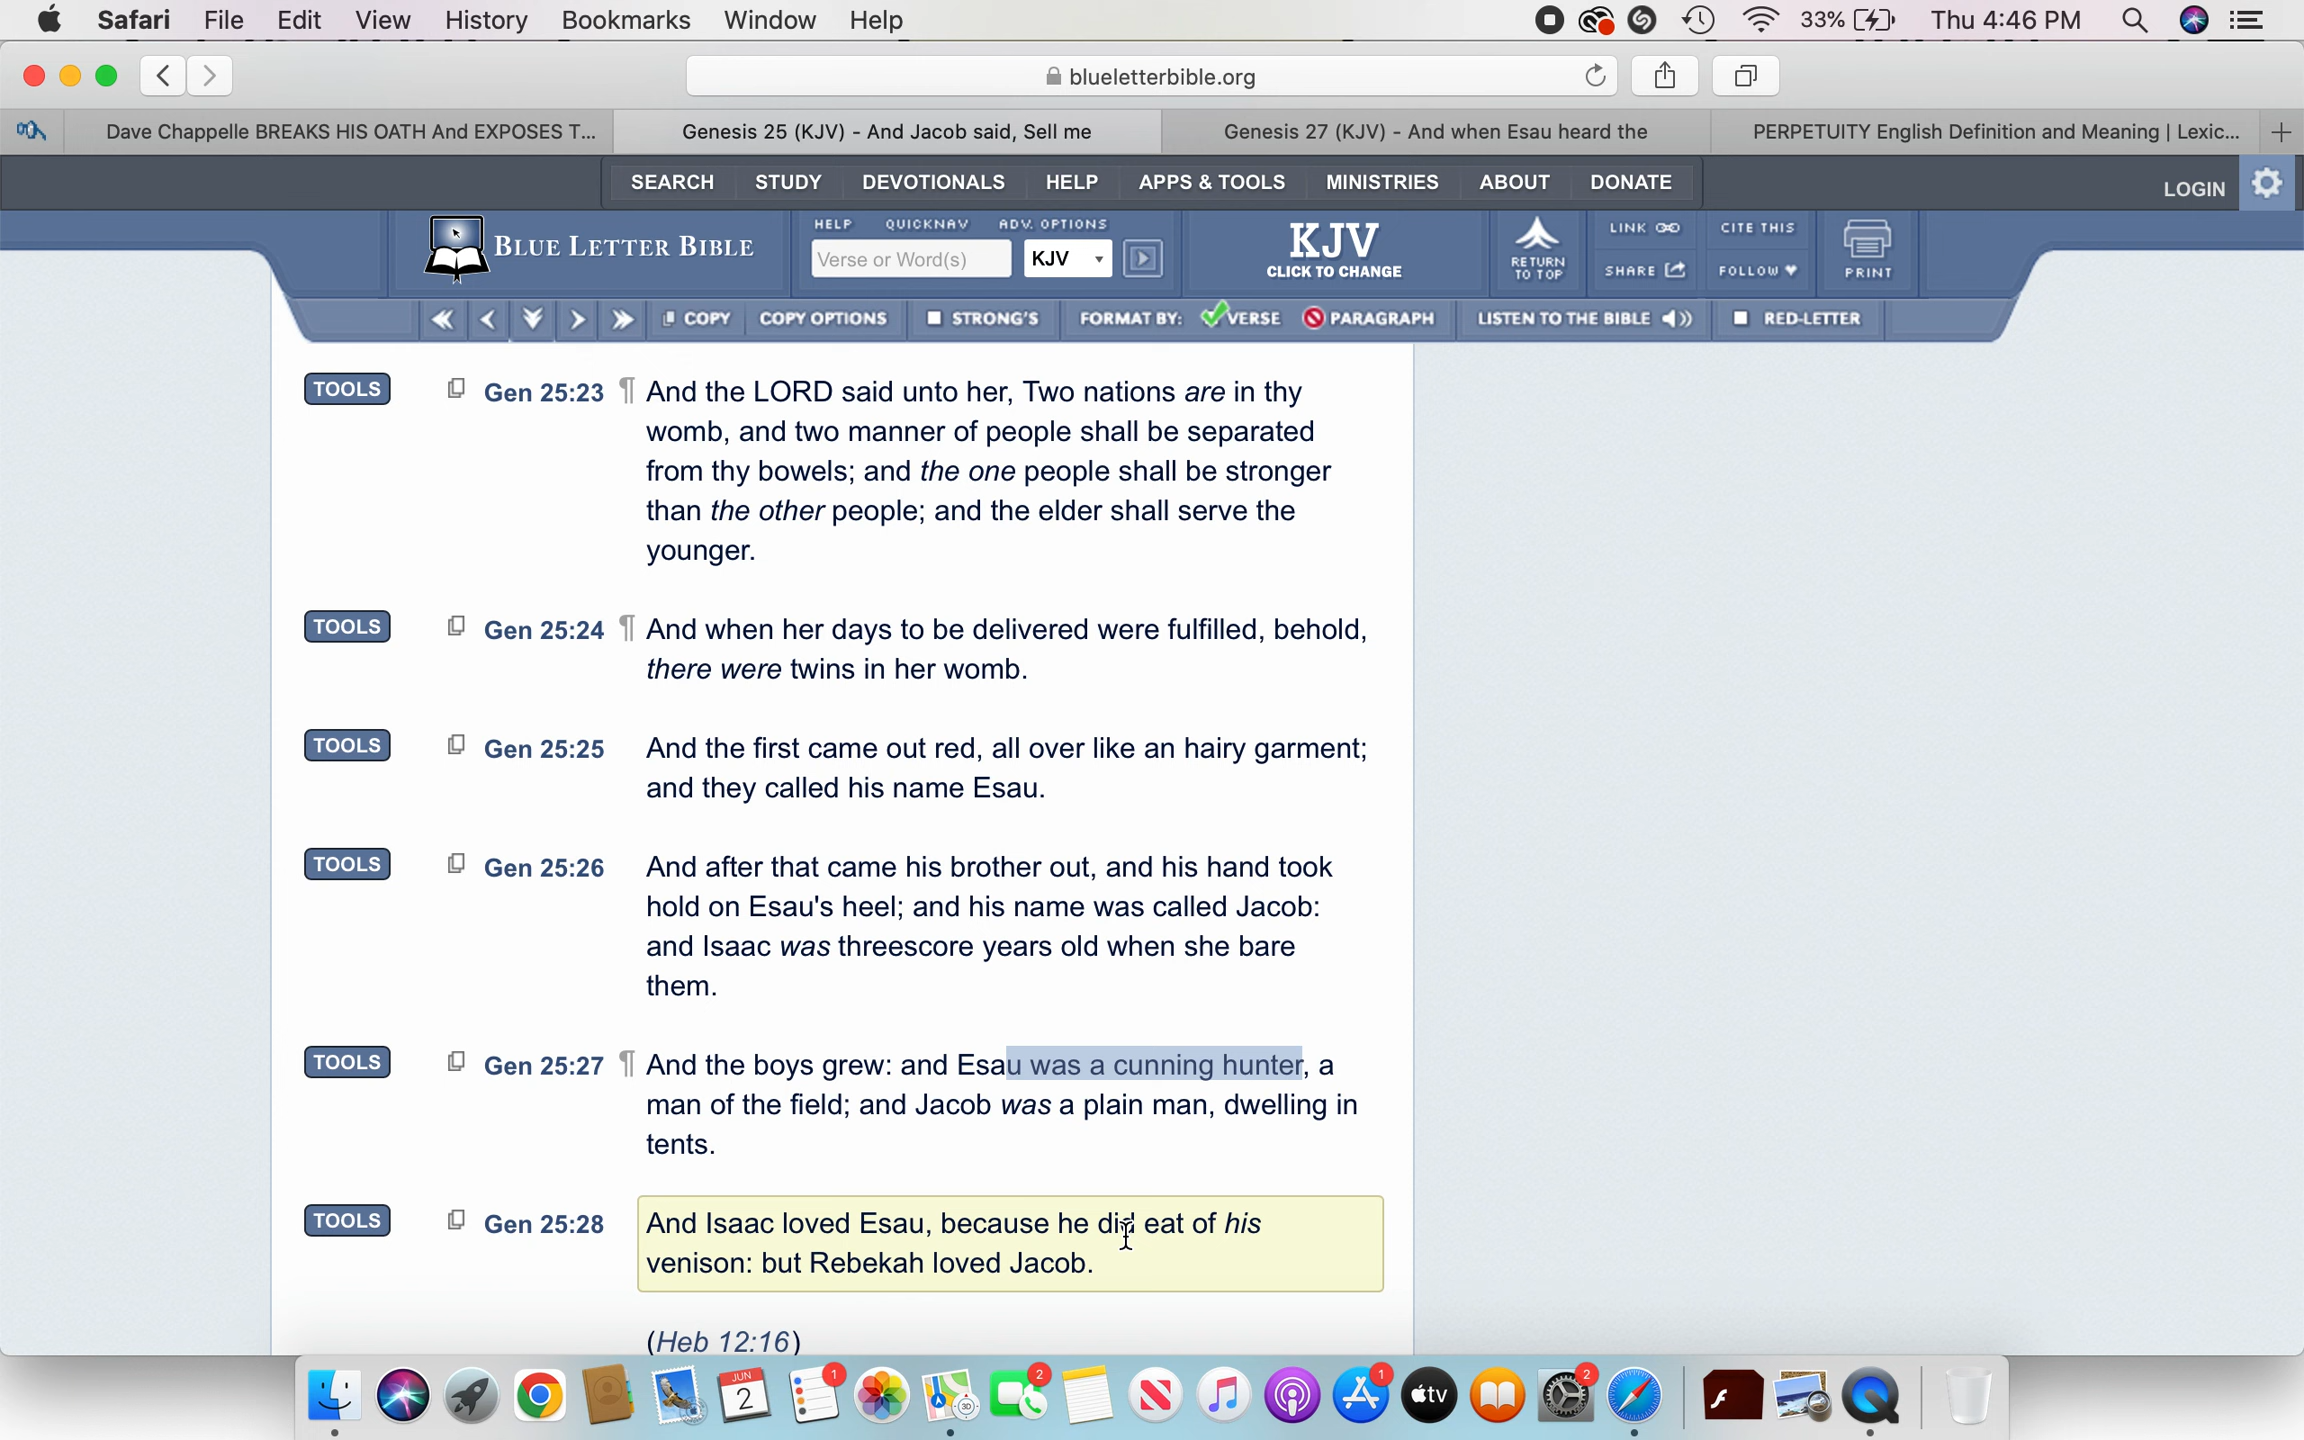 Safari File Edit View History Bookmarks Window Help 33% Thu 4:46 PM
blueletterbible.org
Dave Chappelle BREAKS HIS OATH And EXPOSES T... Genesis 25 (KJV) - And Jacob said, Sell me Genesis 27 (KJV) - And when Esau heard the PERPETUITY English Definition and Meaning | Lexic...
SEARCH STUDY DEVOTIONALS HELP APPS & TOOLS MINISTRIES ABOUT DONATE LOGIN
BLUE LETTER BIBLE
HELP QUICKNAV ADV. OPTIONS
Verse or Word(s) KJV
KJV
CLICK TO CHANGE
RETURN
TO TOP
LINK CITE THIS
SHARE FOLLOW
PRINT
COPY COPY OPTIONS STRONG'S FORMAT BY: VERSE PARAGRAPH LISTEN TO THE BIBLE RED-LETTER
TOOLS Gen 25:23 ¶ And the LORD said unto her, Two nations are in thy
womb, and two manner of people shall be separated
from thy bowels; and the one people shall be stronger
than the other people; and the elder shall serve the
younger.
TOOLS Gen 25:24 ¶ And when her days to be delivered were fulfilled, behold,
there were twins in her womb.
TOOLS Gen 25:25 And the first came out red, all over like an hairy garment;
and they called his name Esau.
TOOLS Gen 25:26 And after that came his brother out, and his hand took
hold on Esau's heel; and his name was called Jacob:
and Isaac was threescore years old when she bare
them.
TOOLS Gen 25:27 ¶ And the boys grew: and Esau was a cunning hunter, a
man of the field; and Jacob was a plain man, dwelling in
tents.
TOOLS Gen 25:28 And Isaac loved Esau, because he did eat of his
venison: but Rebekah loved Jacob.
(Heb 12:16)
JUN
2
1
3D
2
1
tv
2